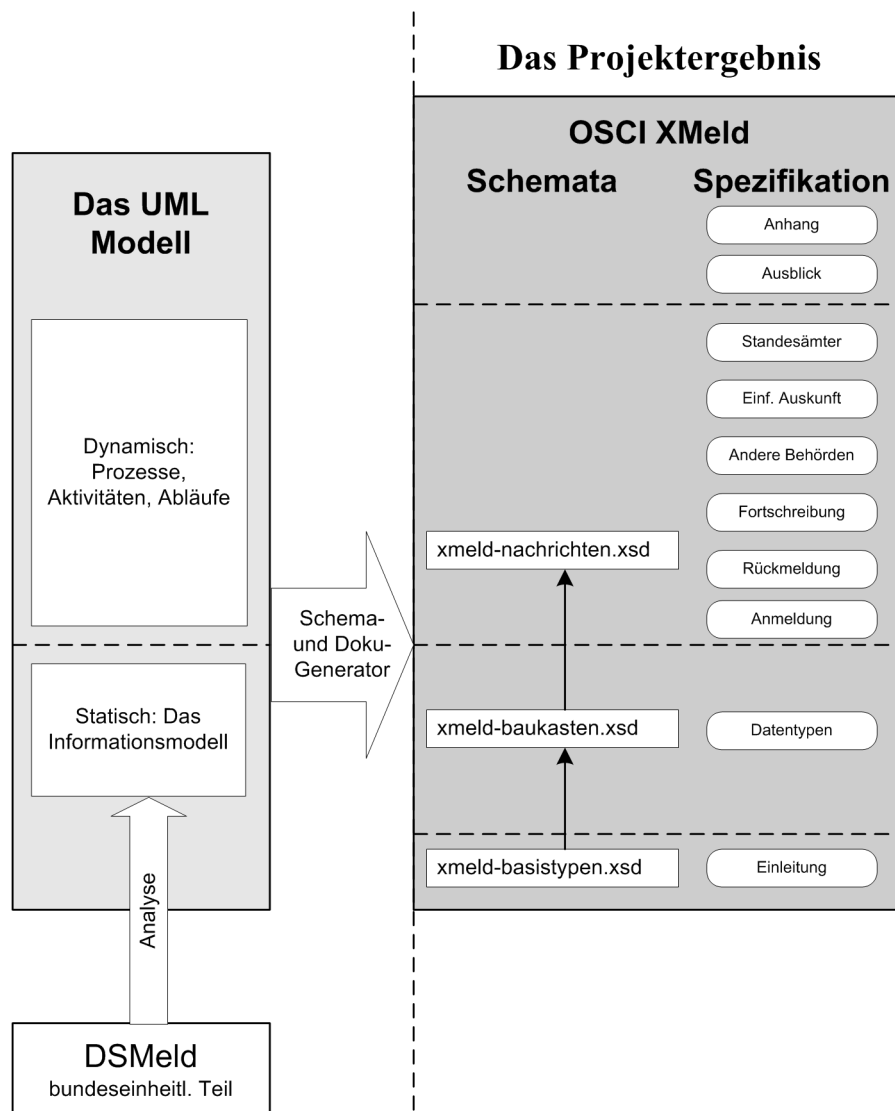 Das Projektergebnis
Das UML
Modell
Dynamisch:
Prozesse,
Aktivitäten, Abläufe
Statisch: Das
Informationsmodell
Analyse
DSMeld
bundeseinheitl. Teil
Schema-
und Doku-
Generator
OSCI XMeld
Schemata
Spezifikation
Anhang
Ausblick
Standesämter
Einf. Auskunft
Andere Behörden
Fortschreibung
xmeld-nachrichten.xsd
Rückmeldung
Anmeldung
xmeld-baukasten.xsd
Datentypen
xmeld-basistypen.xsd
Einleitung